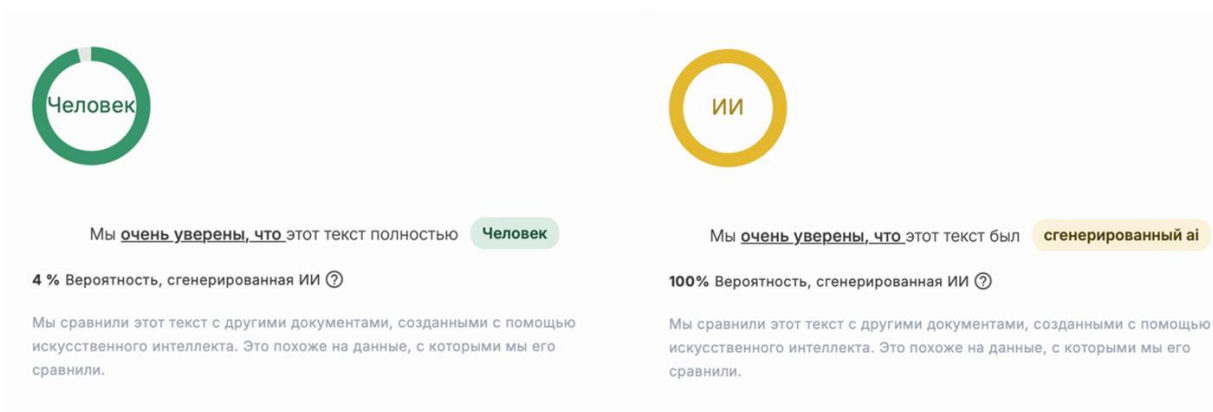 Человек
Мы очень уверены, что этот текст полностью Человек
4 % Вероятность, сгенерированная ИИ ?
Мы сравнили этот текст с другими документами, созданными с помощью
искусственного интеллекта. Это похоже на данные, с которыми мы его
сравнили.
ИИ
Мы очень уверены, что этот текст был сгенерированный ai
100% Вероятность, сгенерированная ИИ ?
Мы сравнили этот текст с другими документами, созданными с помощью
искусственного интеллекта. Это похоже на данные, с которыми мы его
сравнили.